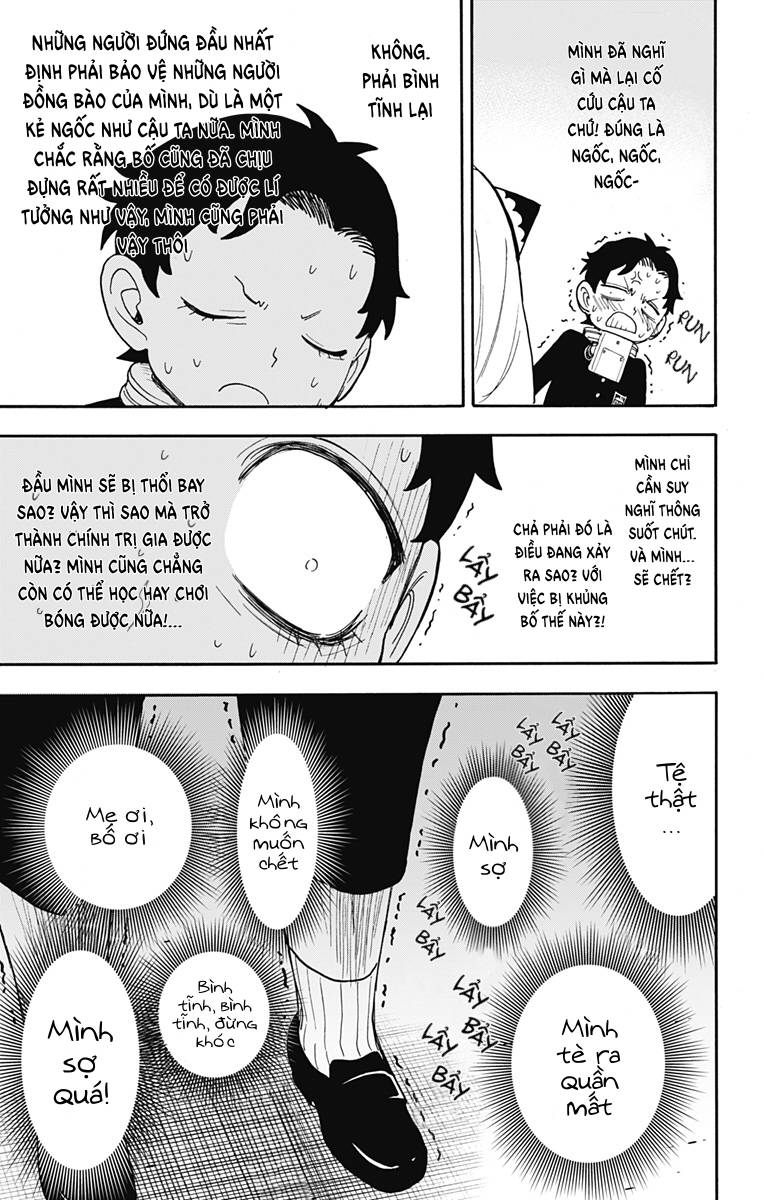 MÌNH ĐÃ NGHĨ
GÌ MÀ LẠI CỐ
CỨU CẬU TA
CHỨ! ĐÚNG LÀ
NGỐC, NGỐC,
NGỐC~
RUN
RUN
KHÔNG.
PHẢI BÌNH
TĨNH LẠI
NHỮNG NGƯỜI ĐỨNG ĐẦU NHẤT
ĐỊNH PHẢI BẢO VỆ NHỮNG NGƯỜI
ĐỒNG BÀO CỦA MÌNH, DÙ LÀ MỘT
KẺ NGỐC NHƯ CẬU TA NỮA. MÌNH
CHẮC RẰNG BỐ CŨNG ĐÃ CHỊU
ĐỰNG RẤT NHIỀU ĐỂ CÓ ĐƯỢC LÍ
TƯỞNG NHƯ VẬY, MÌNH CŨNG PHẢI
VẬY THÔI
MÌNH CHỈ
CẦN SUY
NGHĨ THÔNG
SUỐT CHÚT.
VÀ MÌNH...
SẼ CHẾT?
CHẢ PHẢI ĐÓ LÀ
ĐIỀU ĐANG XẢY
RA SAO? VỚI
VIỆC BỊ KHỦNG
BỐ THẾ NÀY?!
LẨY
BẨY
ĐẦU MÌNH SẼ BỊ THỔI BAY
SAO? VẬY THÌ SAO MÀ TRỞ
THÀNH CHÍNH TRỊ GIA ĐƯỢC
NỮA? MÌNH CŨNG CHẲNG
CÒN CÓ THỂ HỌC HAY CHƠI
BÓNG ĐƯỢC NỮA!...
Tệ
thật
...
LẨY
BẨY
LẨY
BẨY
Mình
sợ
Mình
không
muốn
chết
Mẹ ơi,
Bố ơi
LẨY
BẨY
LẨY
BẨY
LẨY
BẨY
Mình
tè ra
quần
mất
Bình
tĩnh, bình
tĩnh, đừng
khóc
Mình
sợ
quá!